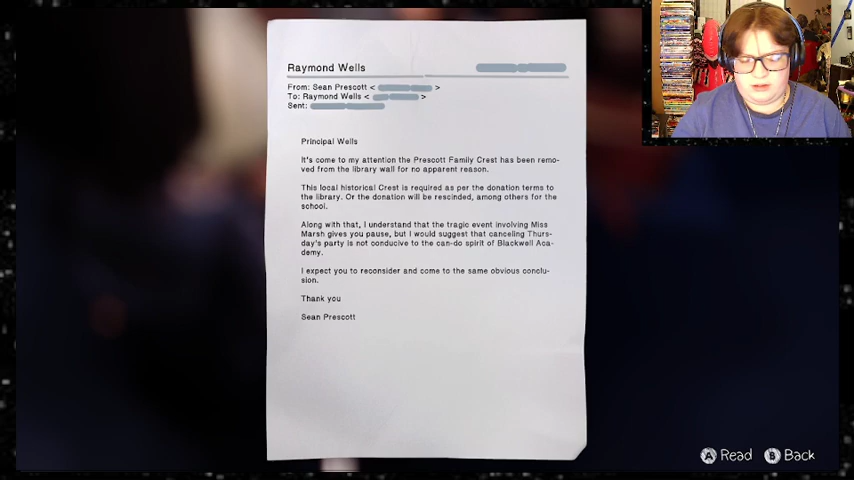 Raymond Wells
From: Sean Prescott < >
To: Raymond Wells < >
Sent:
Principal Wells
It's come to my attention the Prescott Family Crest has been remo-
ved from the library wall for no apparent reason.
This local historical Crest is required as per the donation terms to
the library. Or the donation will be rescinded, among others for the
school.
Along with that, I understand that the tragic event involving Miss
Marsh gives you pause, but I would suggest that canceling Thurs-
day's party is not conducive to the can-do spirit of Blackwell Aca-
demy.
I expect you to reconsider and come to the same obvious conclu-
sion.
Thank you
Sean Prescott
A Read B Back